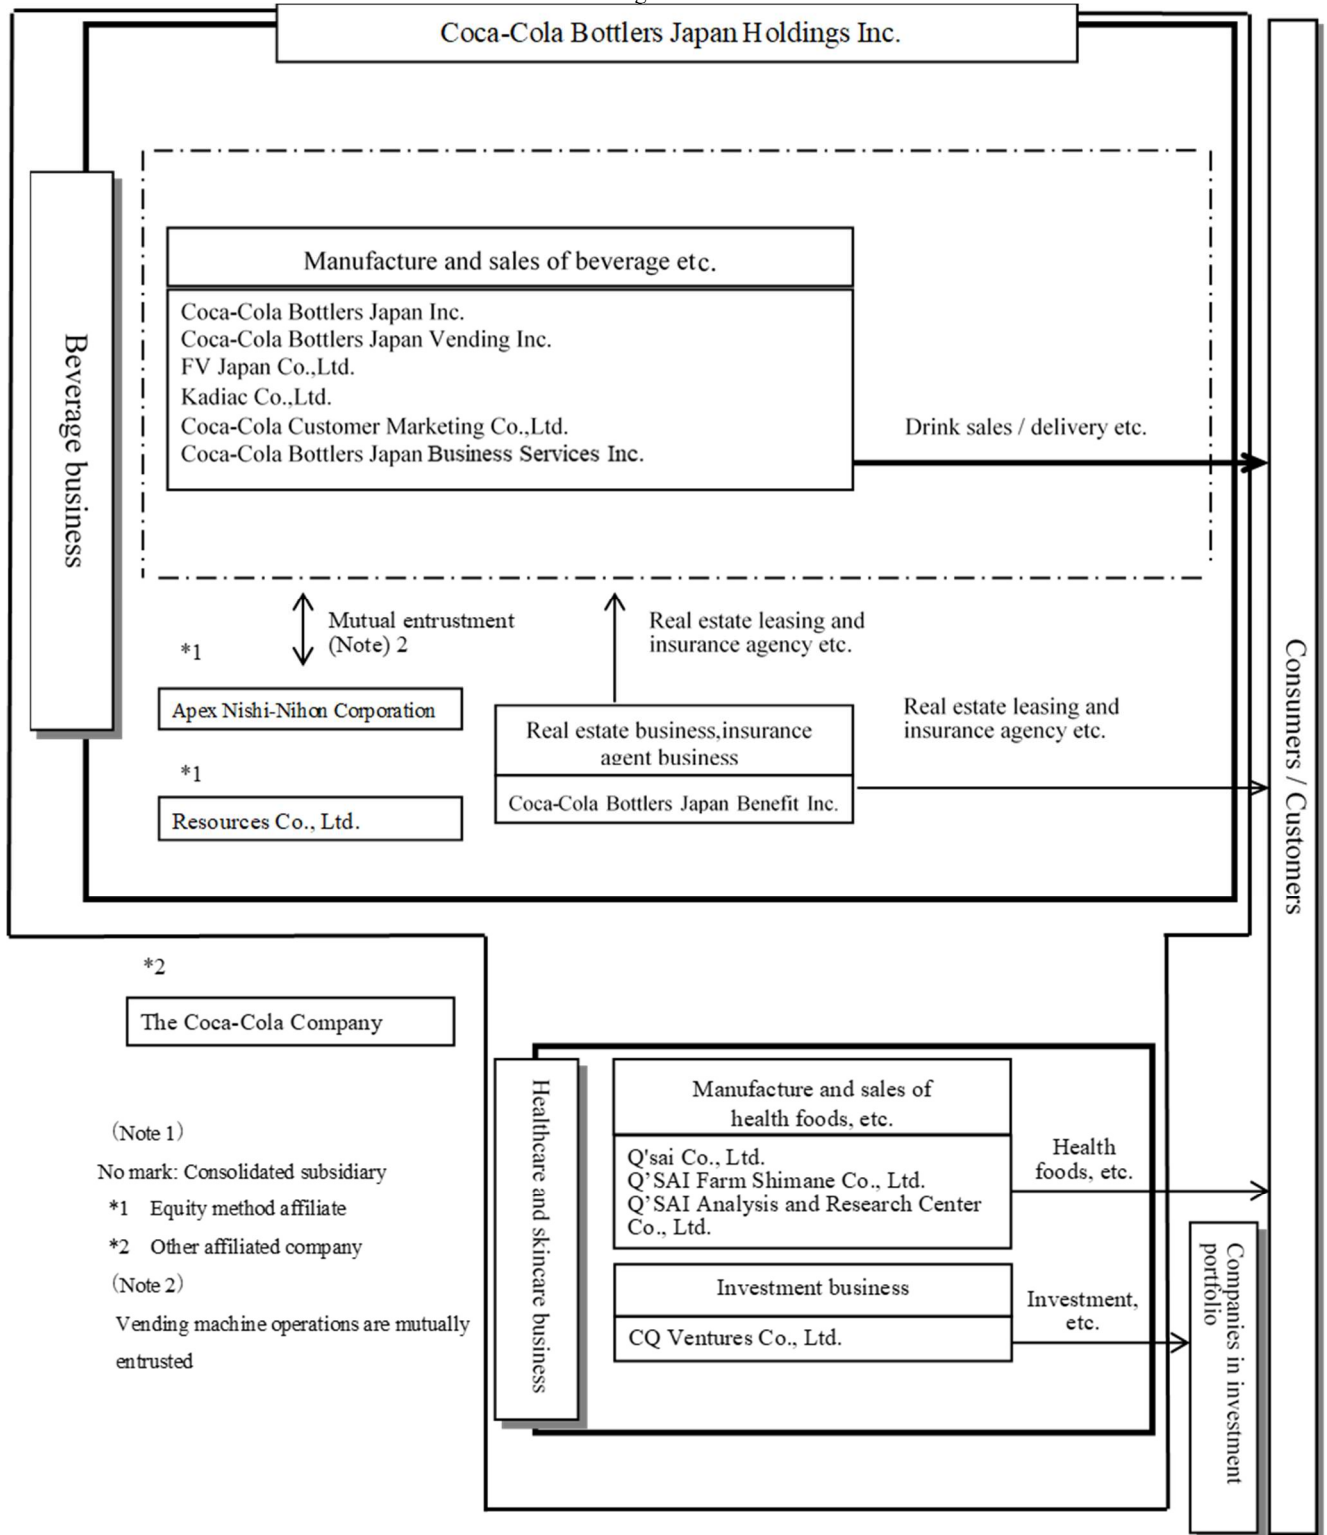 Coca-Cola Bottlers Japan Holdings Inc.
Beverage business
Manufacture and sales of beverage etc.
Coca-Cola Bottlers Japan Inc.
Coca-Cola Bottlers Japan Vending Inc.
FV Japan Co.,Ltd.
Kadiac Co.,Ltd.
Coca-Cola Customer Marketing Co.,Ltd.
Coca-Cola Bottlers Japan Business Services Inc.
Drink sales / delivery etc.
Mutual entrustment
(Note) 2
Real estate leasing and
insurance agency etc.
*1
Apex Nishi-Nihon Corporation
*1
Resources Co., Ltd.
Real estate business,insurance
agent business
Coca-Cola Bottlers Japan Benefit Inc.
Real estate leasing and
insurance agency etc.
Consumers / Customers
*2
The Coca-Cola Company
(Note 1)
No mark: Consolidated subsidiary
*1 Equity method affiliate
*2 Other affiliated company
(Note 2)
Vending machine operations are mutually
entrusted
Healthcare and skincare business
Manufacture and sales of
health foods, etc.
Q'sai Co., Ltd.
Q’SAI Farm Shimane Co., Ltd.
Q’SAI Analysis and Research Center
Co., Ltd.
Health
foods, etc.
Investment business
CQ Ventures Co., Ltd.
Investment,
etc.
Companies in investment
portfolio